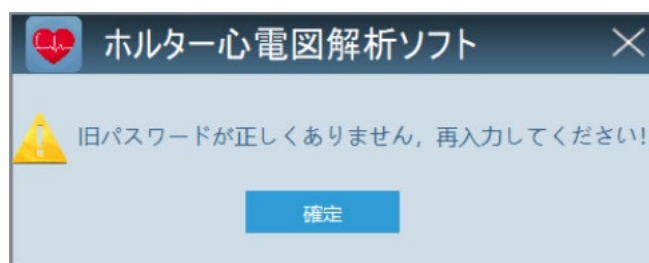 ホルター心電図解析ソフト
旧パスワードが正しくありません，再入力してください!
確定